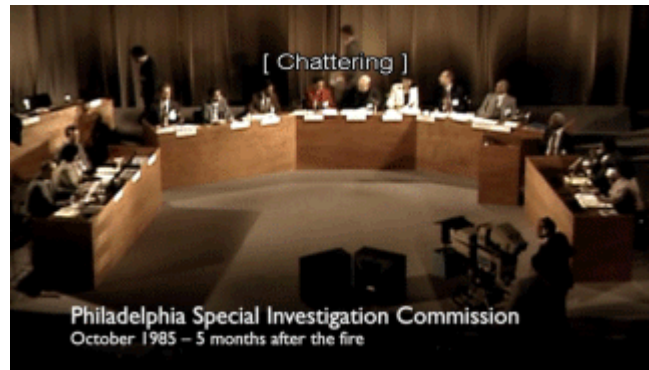 [ Chattering ]
Philadelphia Special Investigation Commission
October 1985 – 5 months after the fire